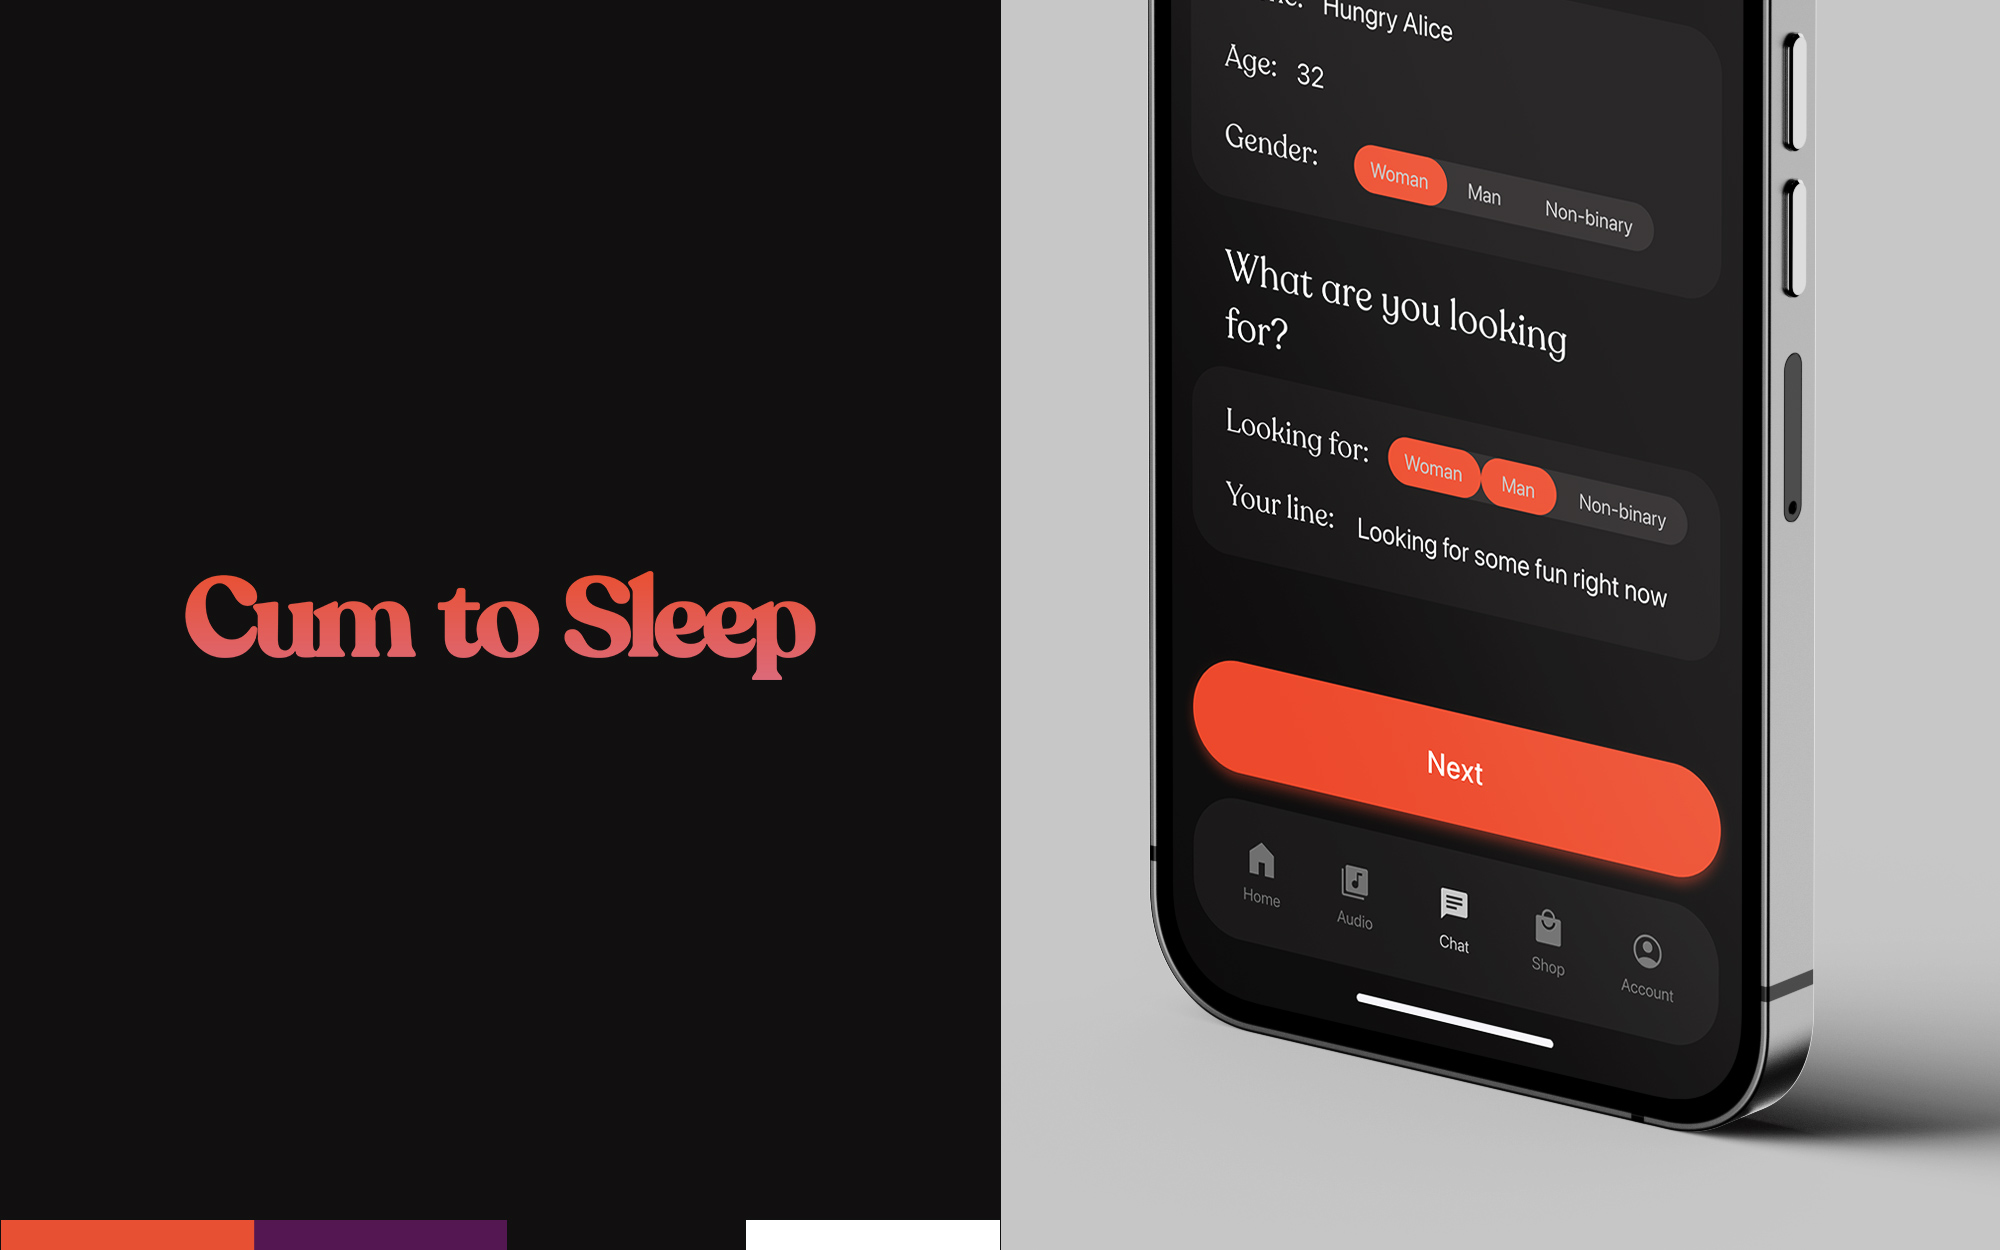 Cum to Sleep
Hungry Alice
Age: 32
Gender: Woman Man Non-binary
What are you looking
for?
Looking for: Woman Man Non-binary
Your line: Looking for some fun right now
Next
Home Audio Chat Shop Account